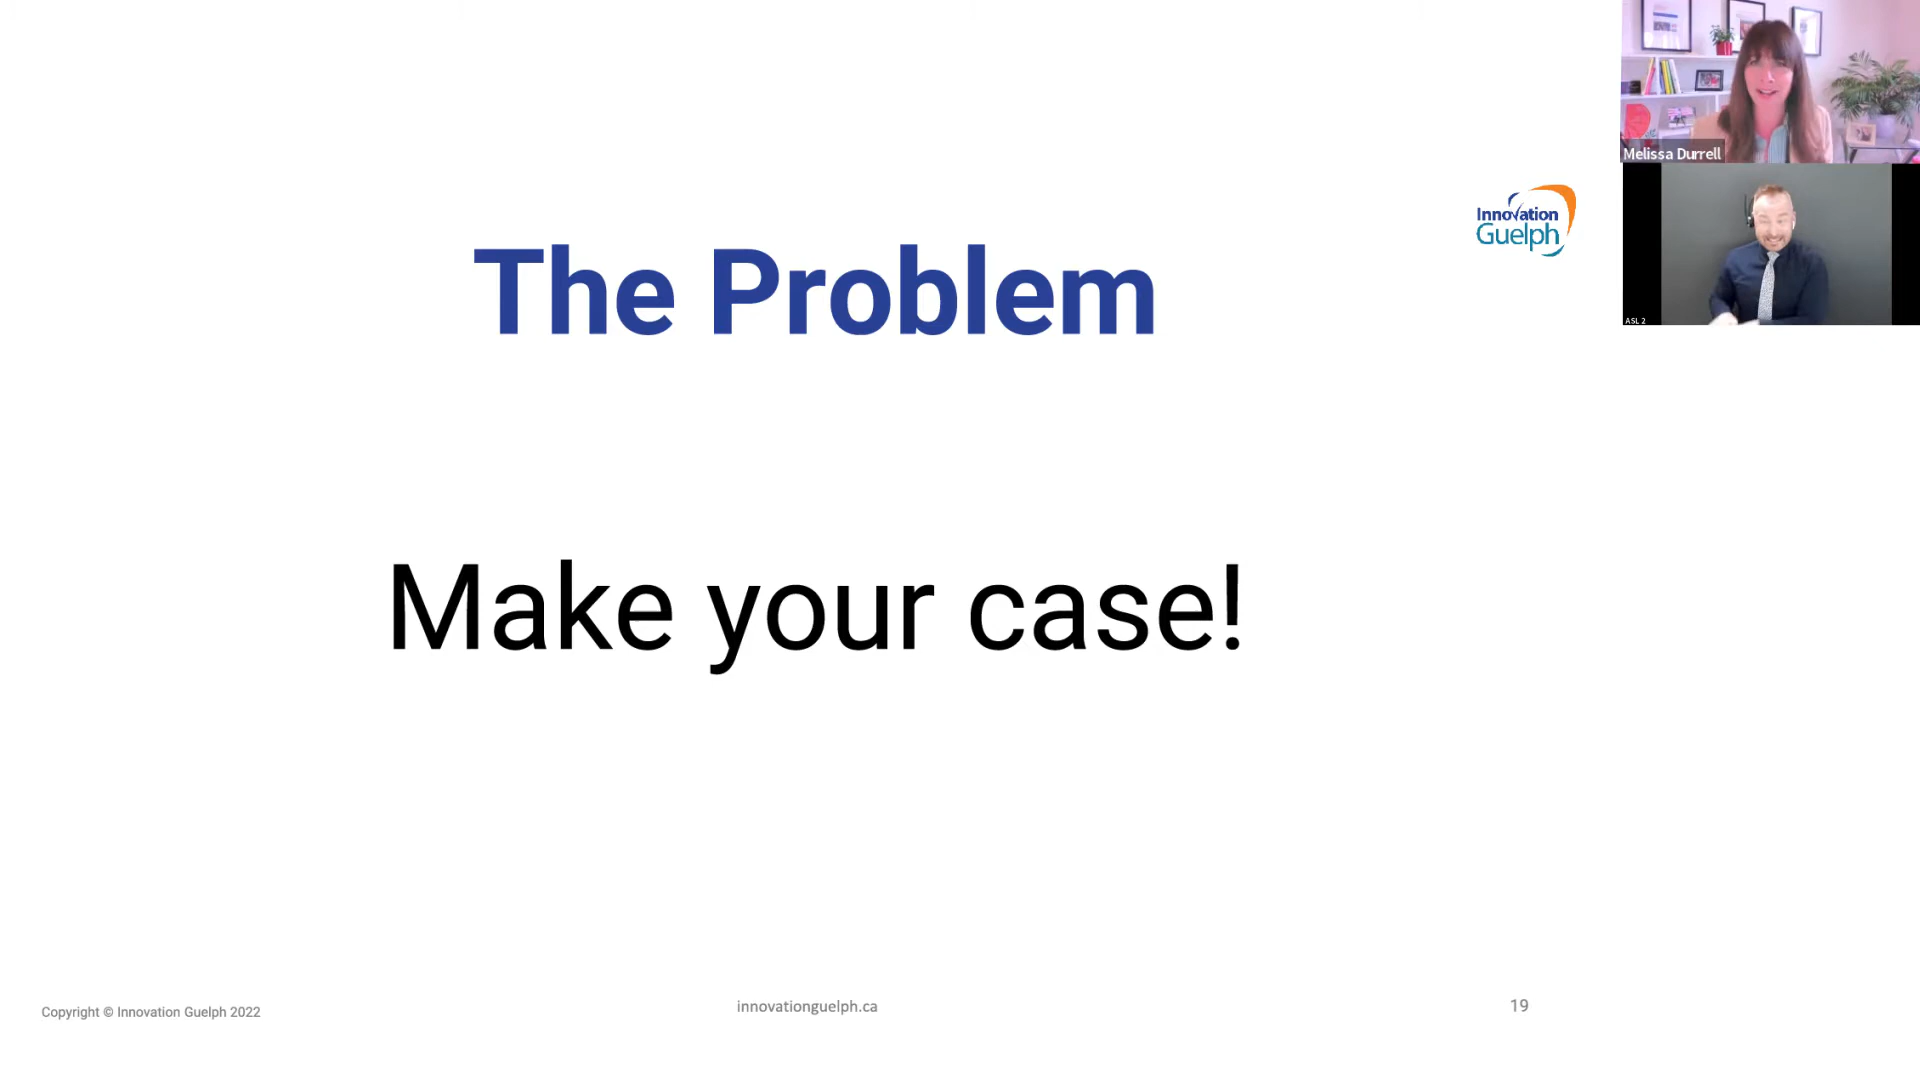 Melissa Durrell
Innovation
Guelph
ASL 2
The Problem
Make your case!
Copyright © Innovation Guelph 2022
innovationguelph.ca
19